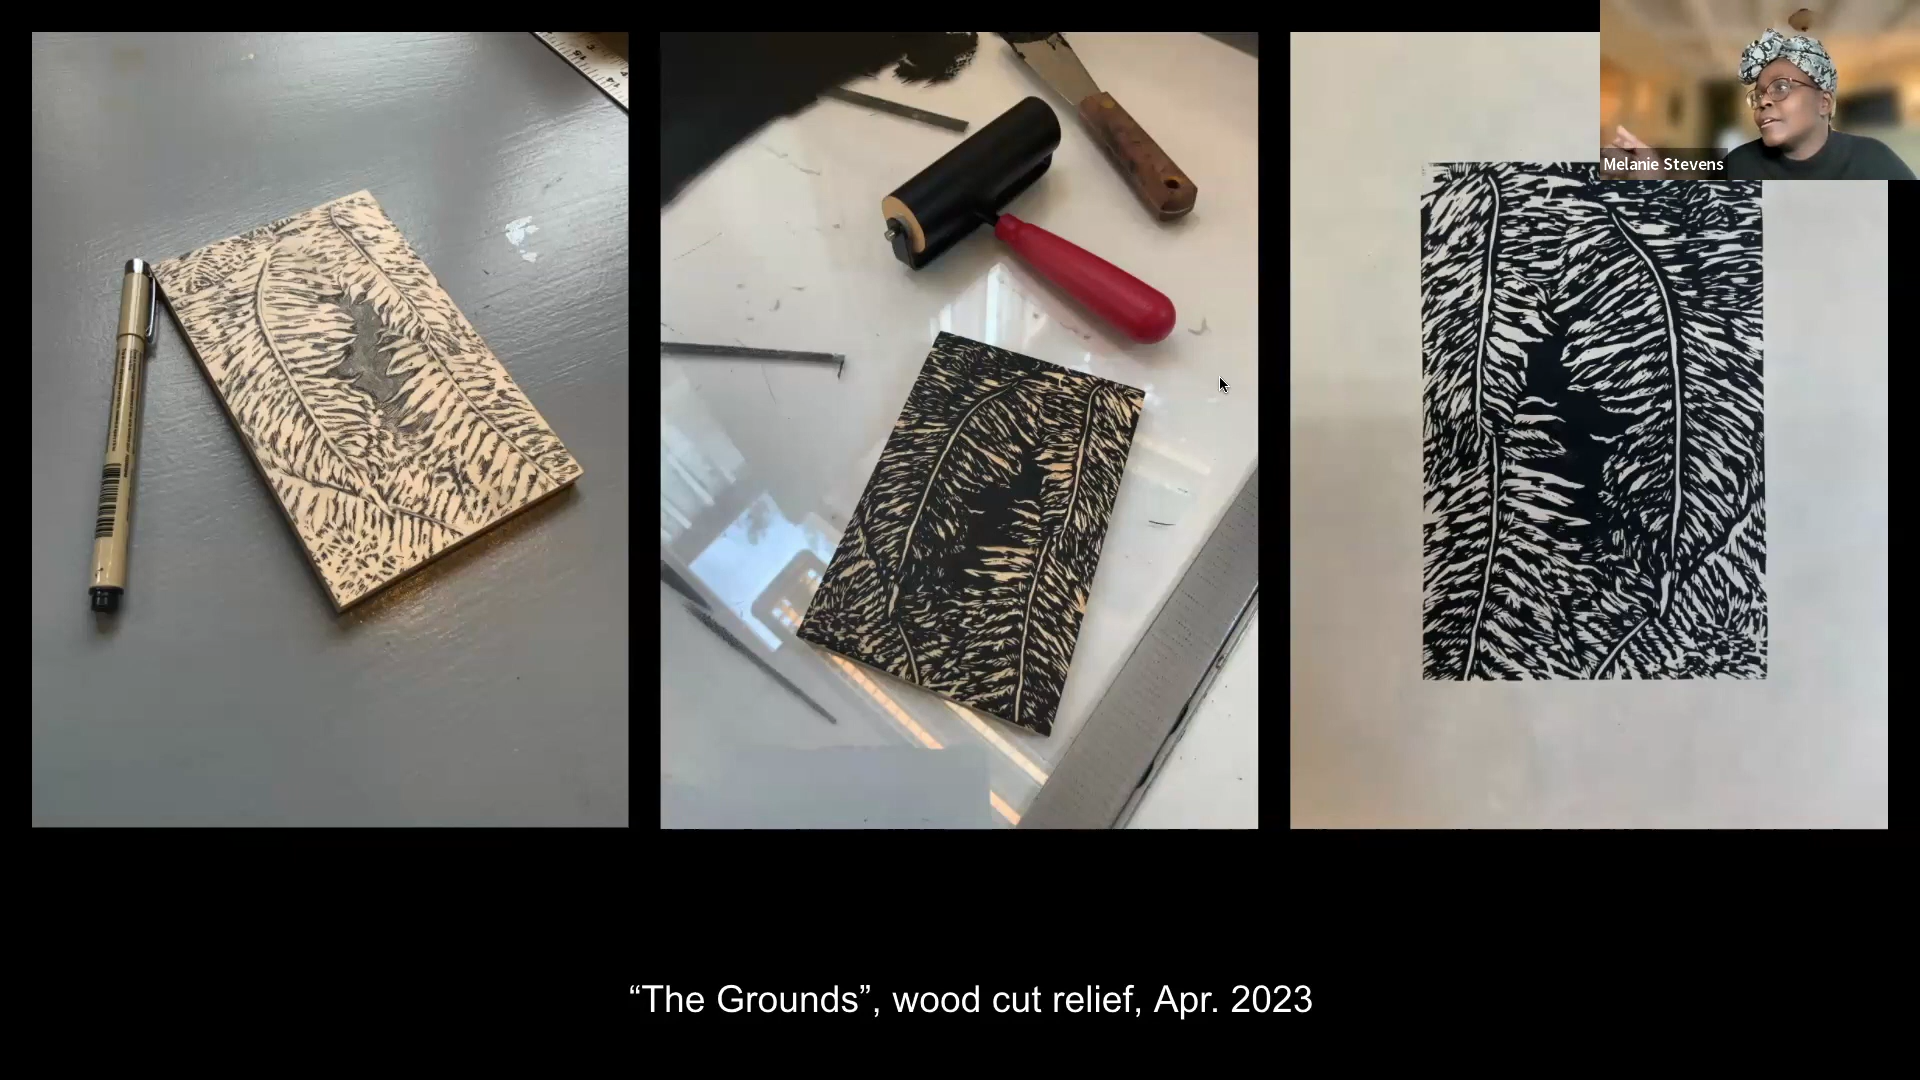 Melanie Stevens
“The Grounds”, wood cut relief, Apr. 2023